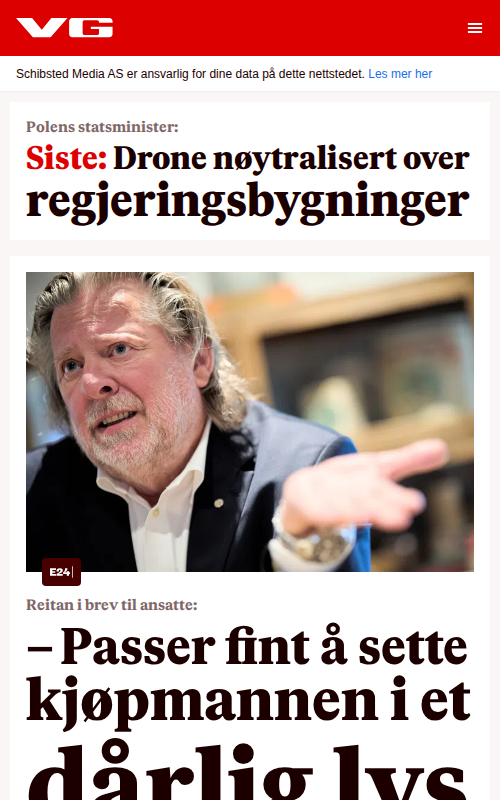 VG
Schibsted Media AS er ansvarlig for dine data på dette nettstedet. Les mer her
Polens statsminister:
Siste: Drone nøytralisert over
regjeringsbygninger
E24
Reitan i brev til ansatte:
– Passer fint å sette
kjøpmannen i et
dårlig lys